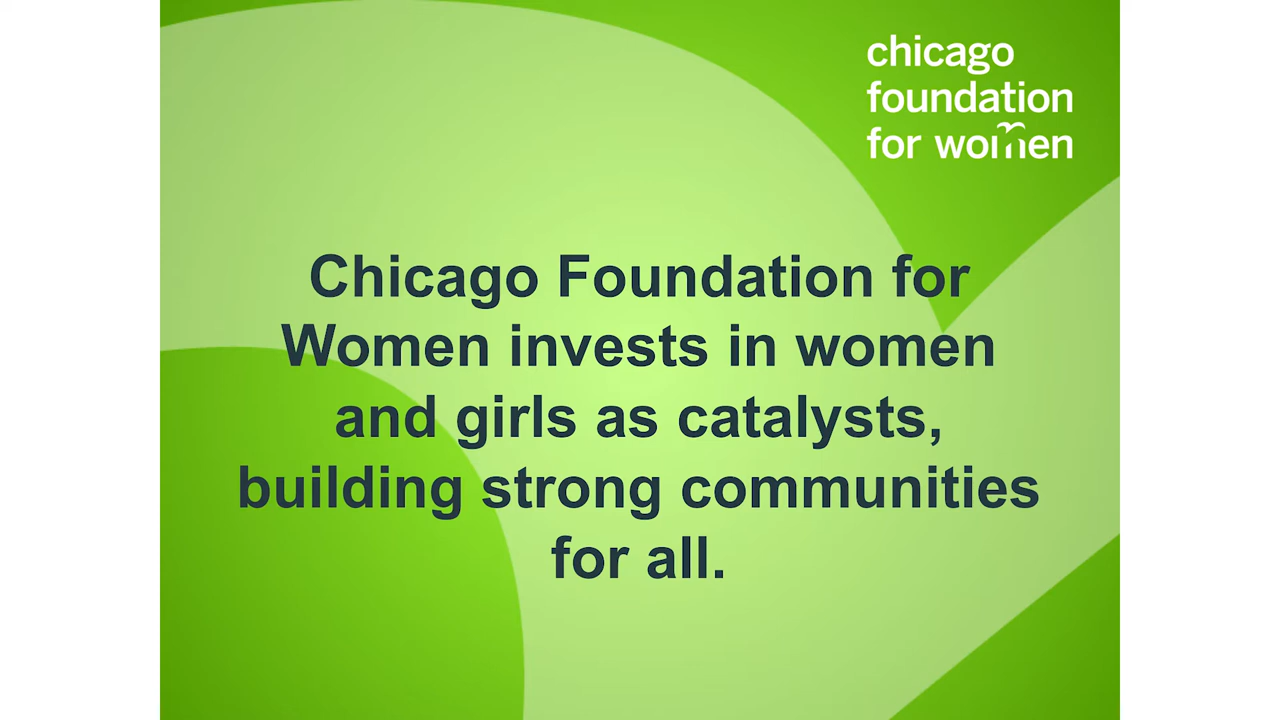 chicago
foundation
for women
Chicago Foundation for
Women invests in women
and girls as catalysts,
building strong communities
for all.